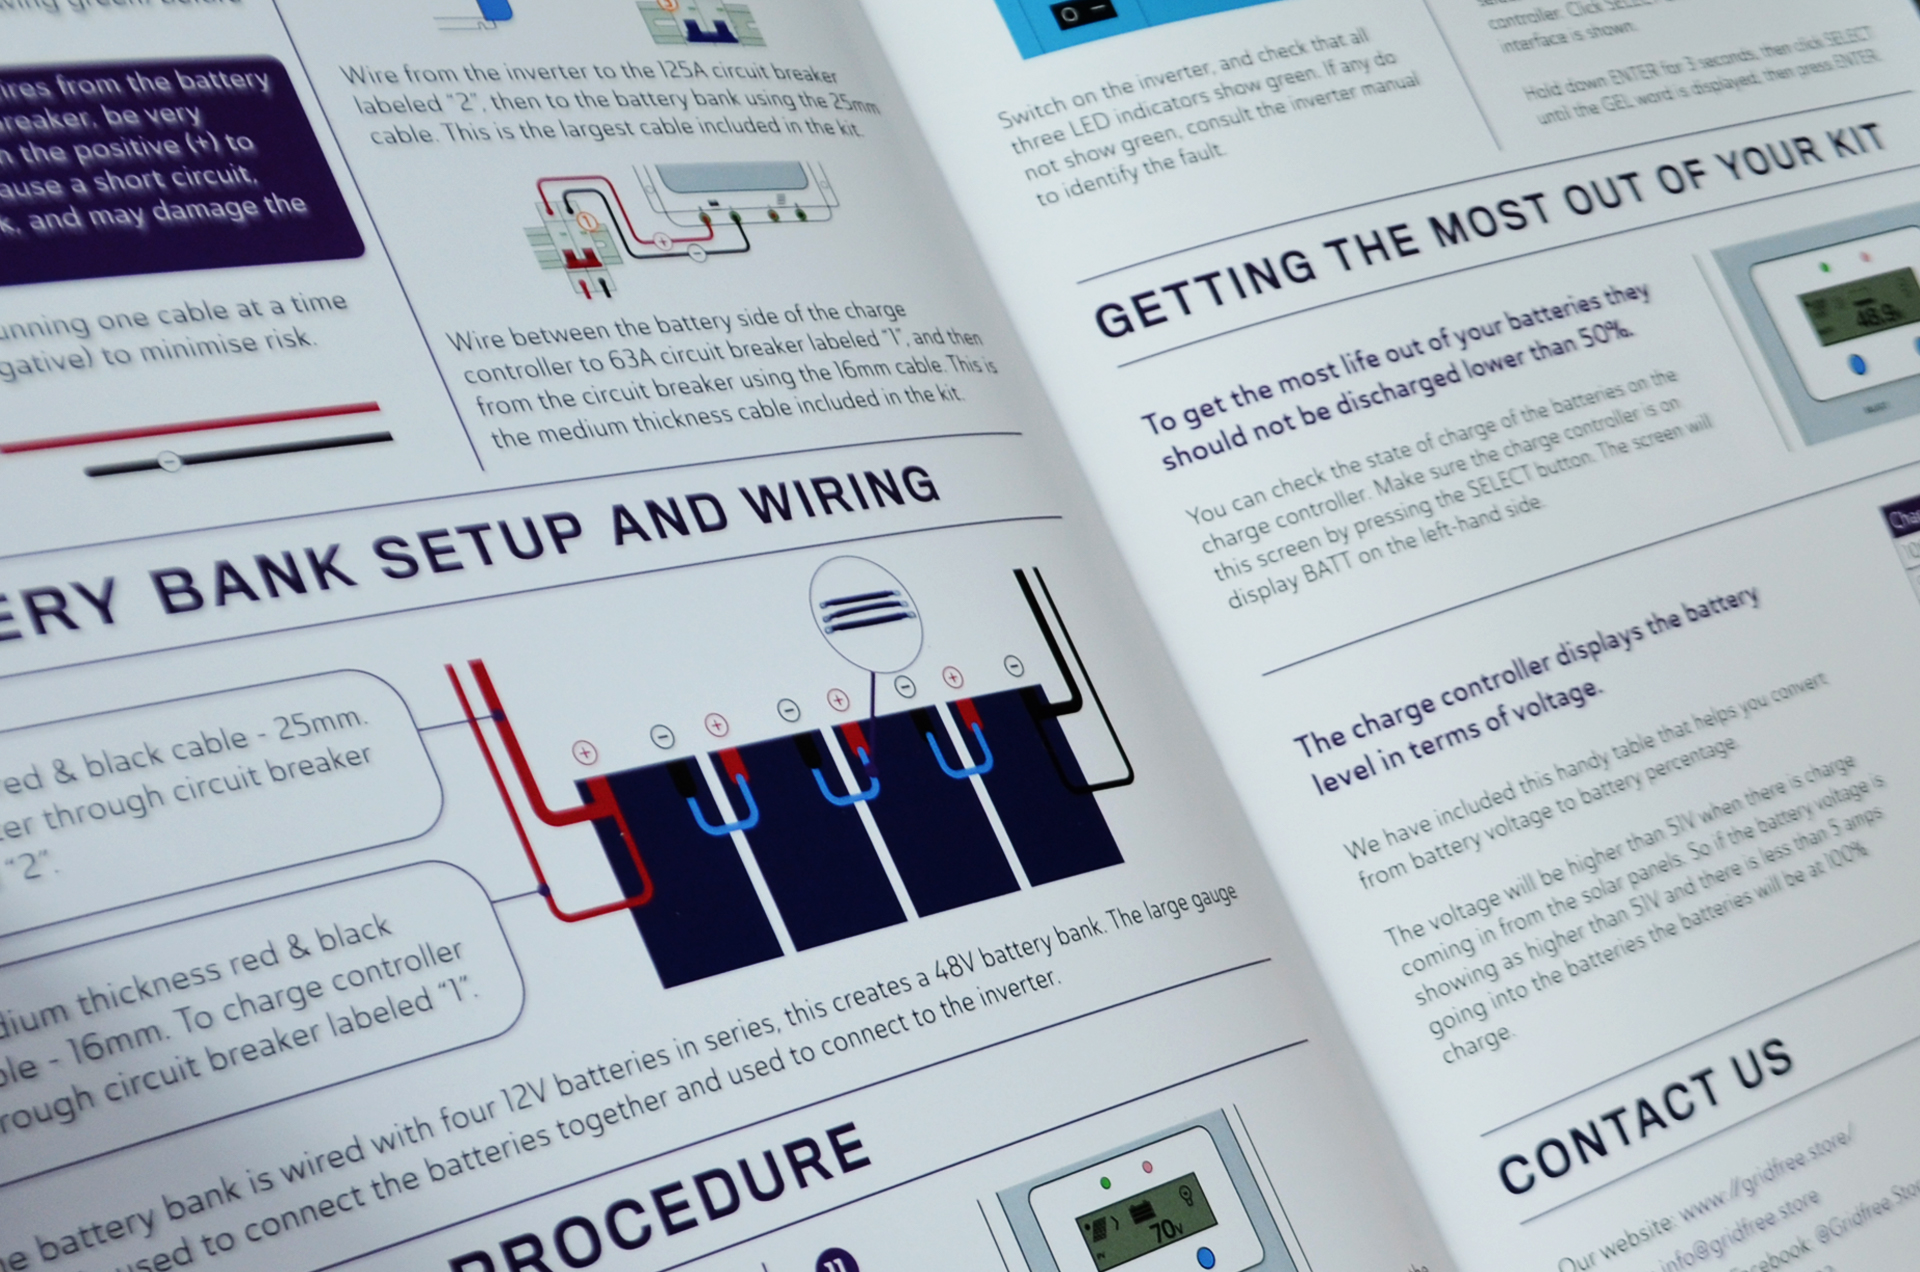 ires from the battery
reaker, be very
the positive (+) to
ause a short circuit,
k, and may damage the
unning one cable at a time
gative) to minimise risk.
Wire from the inverter to the 125A circuit breaker
labeled “2”, then to the battery bank using the 25mm
cable. This is the largest cable included in the kit.
1
Wire between the battery side of the charge
controller to 63A circuit breaker labeled “1”, and then
from the circuit breaker using the 16mm cable. This is
the medium thickness cable included in the kit.
ERY BANK SETUP AND WIRING
red & black cable - 25mm.
ter through circuit breaker
“2”.
dium thickness red & black
ble - 16mm. To charge controller
rough circuit breaker labeled “1”.
e battery bank is wired with four 12V batteries in series, this creates a 48V battery bank. The large gauge
used to connect the batteries together and used to connect to the inverter.
PROCEDURE
11
70v
Switch on the inverter, and check that all
three LED indicators show green. If any do
not show green, consult the inverter manual
to identify the fault.
controller. Click SELECT
interface is shown.
Hold down ENTER for 3 seconds, then click SELECT
until the GEL word is displayed, then press ENTER.
GETTING THE MOST OUT OF YOUR KIT
To get the most life out of your batteries they
should not be discharged lower than 50%.
You can check the state of charge of the batteries on the
charge controller. Make sure the charge controller is on
this screen by pressing the SELECT button. The screen will
display BATT on the left-hand side.
The charge controller displays the battery
level in terms of voltage.
We have included this handy table that helps you convert
from battery voltage to battery percentage.
The voltage will be higher than 51V when there is charge
coming in from the solar panels. So if the battery voltage is
showing as higher than 51V and there is less than 5 amps
going into the batteries the batteries will be at 100%
charge.
CONTACT US
Our website: www://gridfree.store/
info@gridfree.store
Facebook: @Gridfree.Stor